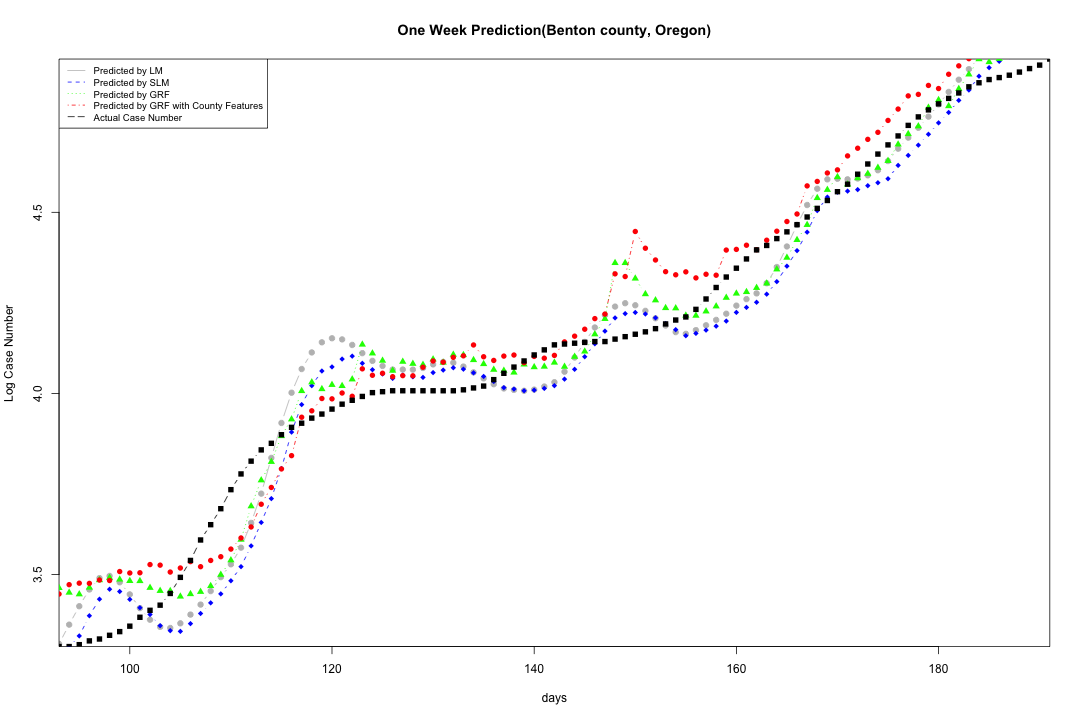 One Week Prediction(Benton county, Oregon)
Predicted by LM
Predicted by SLM
Predicted by GRF
Predicted by GRF with County Features
Actual Case Number
Log Case Number
4.5
4.0
3.5
100 120 140 160 180
days